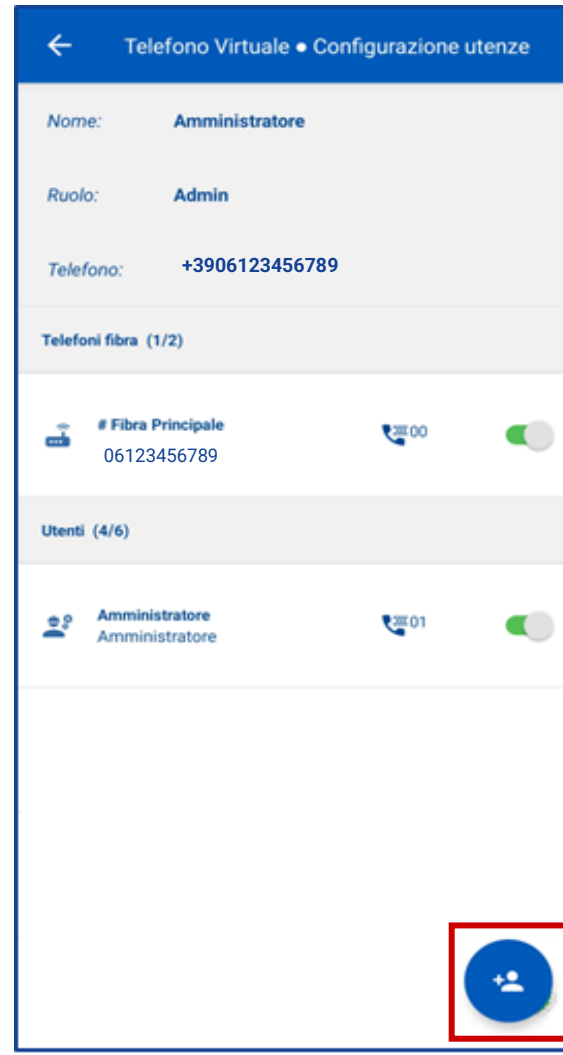 Telefono Virtuale ● Configurazione utenze
Nome: Amministratore
Ruolo: Admin
Telefono: +3906123456789
Telefoni fibra (1/2)
# Fibra Principale 00
06123456789
Utenti (4/6)
Amministratore 01
Amministratore